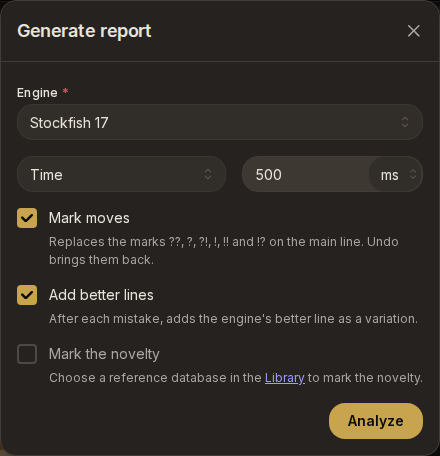 Generate report
Engine *
Stockfish 17
Time
500 ms
Mark moves
Replaces the marks ??, ?, ?!, !, !! and !? on the main line. Undo
brings them back.
Add better lines
After each mistake, adds the engine's better line as a variation.
Mark the novelty
Choose a reference database in the Library to mark the novelty.
Analyze